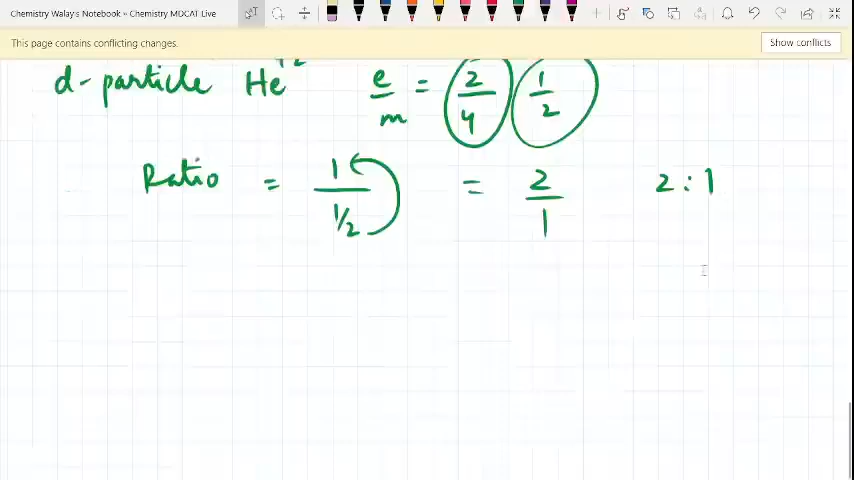 Chemistry Walay's Notebook » Chemistry MDCAT Live
This page contains conflicting changes. Show conflicts
α-particle He+2 e/m = 2/4 1/2
Ratio = 1/(1/2) = 2/1 2:1